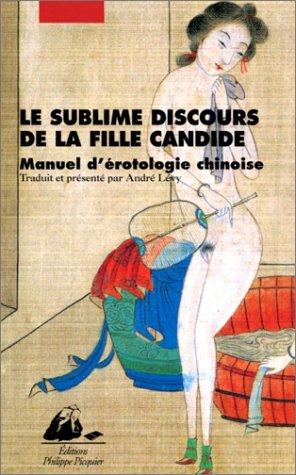 LE SUBLIME DISCOURS
DE LA FILLE CANDIDE
Manuel d'érotologie chinoise
Traduit et présenté par André Lévy
Éditions
Philippe Picquier